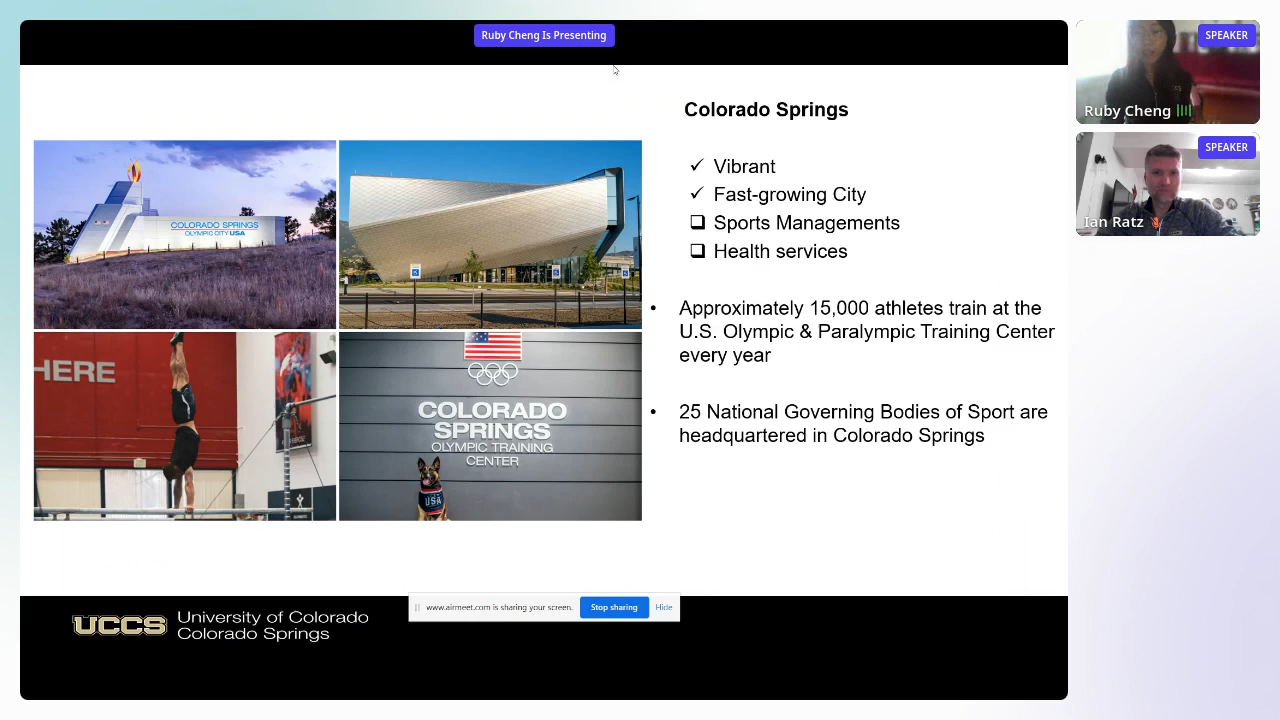 Ruby Cheng Is Presenting
SPEAKER
Ruby Cheng
SPEAKER
Ian Ratz
Colorado Springs
✓ Vibrant
✓ Fast-growing City
❑ Sports Managements
❑ Health services
• Approximately 15,000 athletes train at the
U.S. Olympic & Paralympic Training Center
every year
• 25 National Governing Bodies of Sport are
headquartered in Colorado Springs
COLORADO SPRINGS
OLYMPIC CITY USA
HERE
COLORADO
SPRINGS
OLYMPIC TRAINING
CENTER
USA
www.airmeet.com is sharing your screen.
Stop sharing
Hide
UCCS
University of Colorado
Colorado Springs